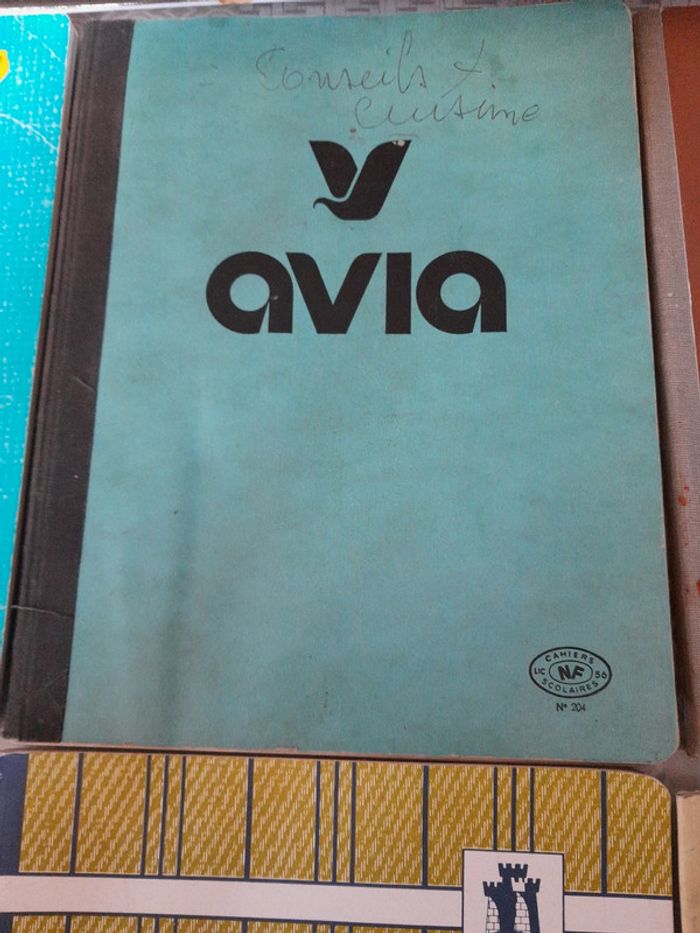 Conseils &
cuisine
avia
CAHIERS
LIC NF 56
SCOLAIRES
N° 204